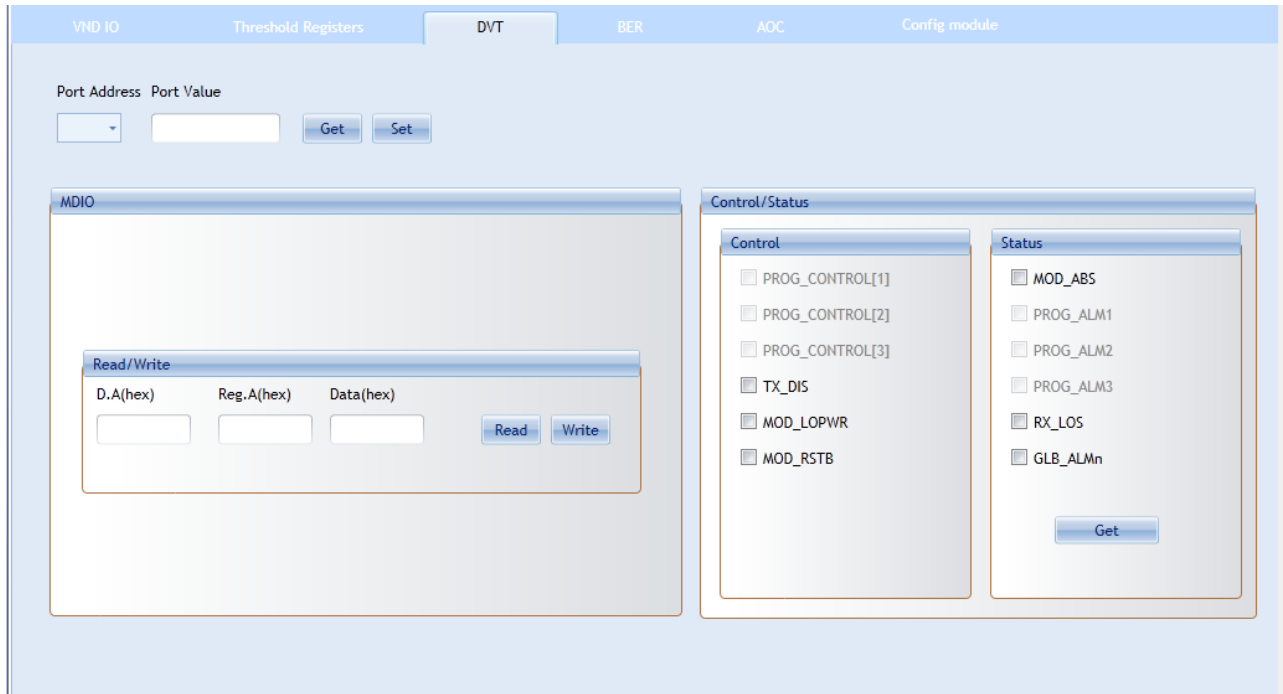 VND IO Threshold Registers DVT BER AOC Config module
Port Address Port Value
Get Set
MDIO
Read/Write
D.A(hex) Reg.A(hex) Data(hex)
Read Write
Control/Status
Control
PROG_CONTROL[1]
PROG_CONTROL[2]
PROG_CONTROL[3]
TX_DIS
MOD_LOPWR
MOD_RSTB
Status
MOD_ABS
PROG_ALM1
PROG_ALM2
PROG_ALM3
RX_LOS
GLB_ALMn
Get